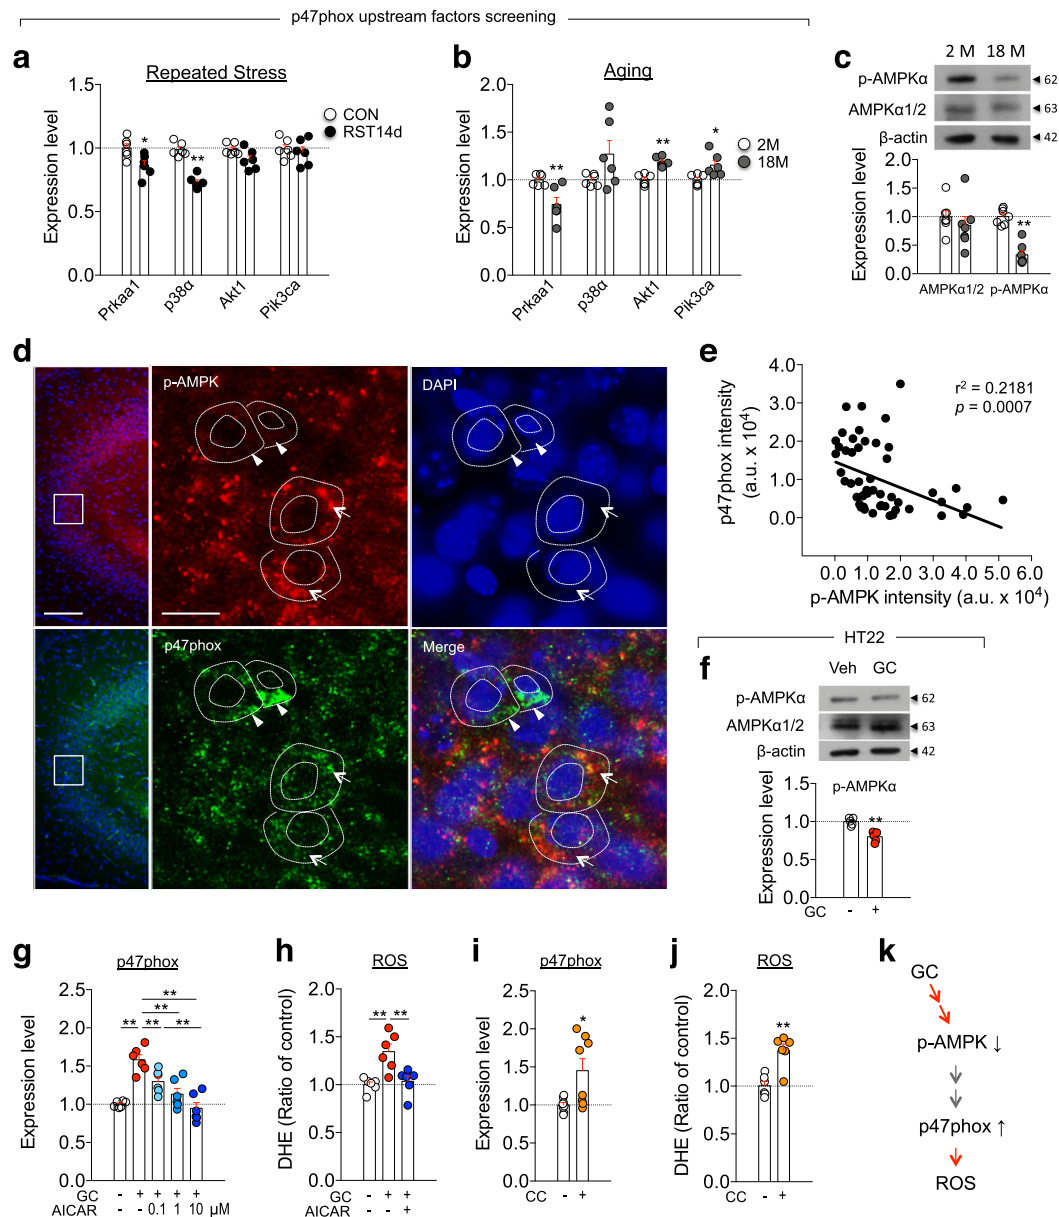 p47phox upstream factors screening
a
Repeated Stress
Expression level
1.5
1.0
0.5
0.0
CON
RST14d
*
**
Prkaa1
p38α
Akt1
Pik3ca
b
Aging
Expression level
2.0
1.5
1.0
0.5
0.0
2M
18M
**
**
*
Prkaa1
p38α
Akt1
Pik3ca
c
2 M 18 M
p-AMPKα 62
AMPKα1/2 63
β-actin 42
Expression level
2.0
1.5
1.0
0.5
0.0
**
AMPKα1/2 p-AMPKα
d
p-AMPK
DAPI
p47phox
Merge
e
p47phox intensity
(a.u. x 10⁴)
4.0
3.0
2.0
1.0
0.0
r² = 0.2181
p = 0.0007
0.0 1.0 2.0 3.0 4.0 5.0 6.0
p-AMPK intensity (a.u. x 10⁴)
HT22
f
Veh GC
p-AMPKα 62
AMPKα1/2 63
β-actin 42
p-AMPKα
Expression level
1.5
1.0
0.5
0.0
**
GC - +
g
p47phox
Expression level
2.5
2.0
1.5
1.0
0.5
0.0
**
**
** ** **
GC - + + + +
AICAR - - 0.1 1 10 μM
h
ROS
DHE (Ratio of control)
2.0
1.5
1.0
0.5
0.0
** **
GC - + +
AICAR - - +
i
p47phox
Expression level
2.5
2.0
1.5
1.0
0.5
0.0
*
CC - +
j
ROS
DHE (Ratio of control)
2.0
1.5
1.0
0.5
0.0
**
CC - +
k
GC
p-AMPK ↓
p47phox ↑
ROS